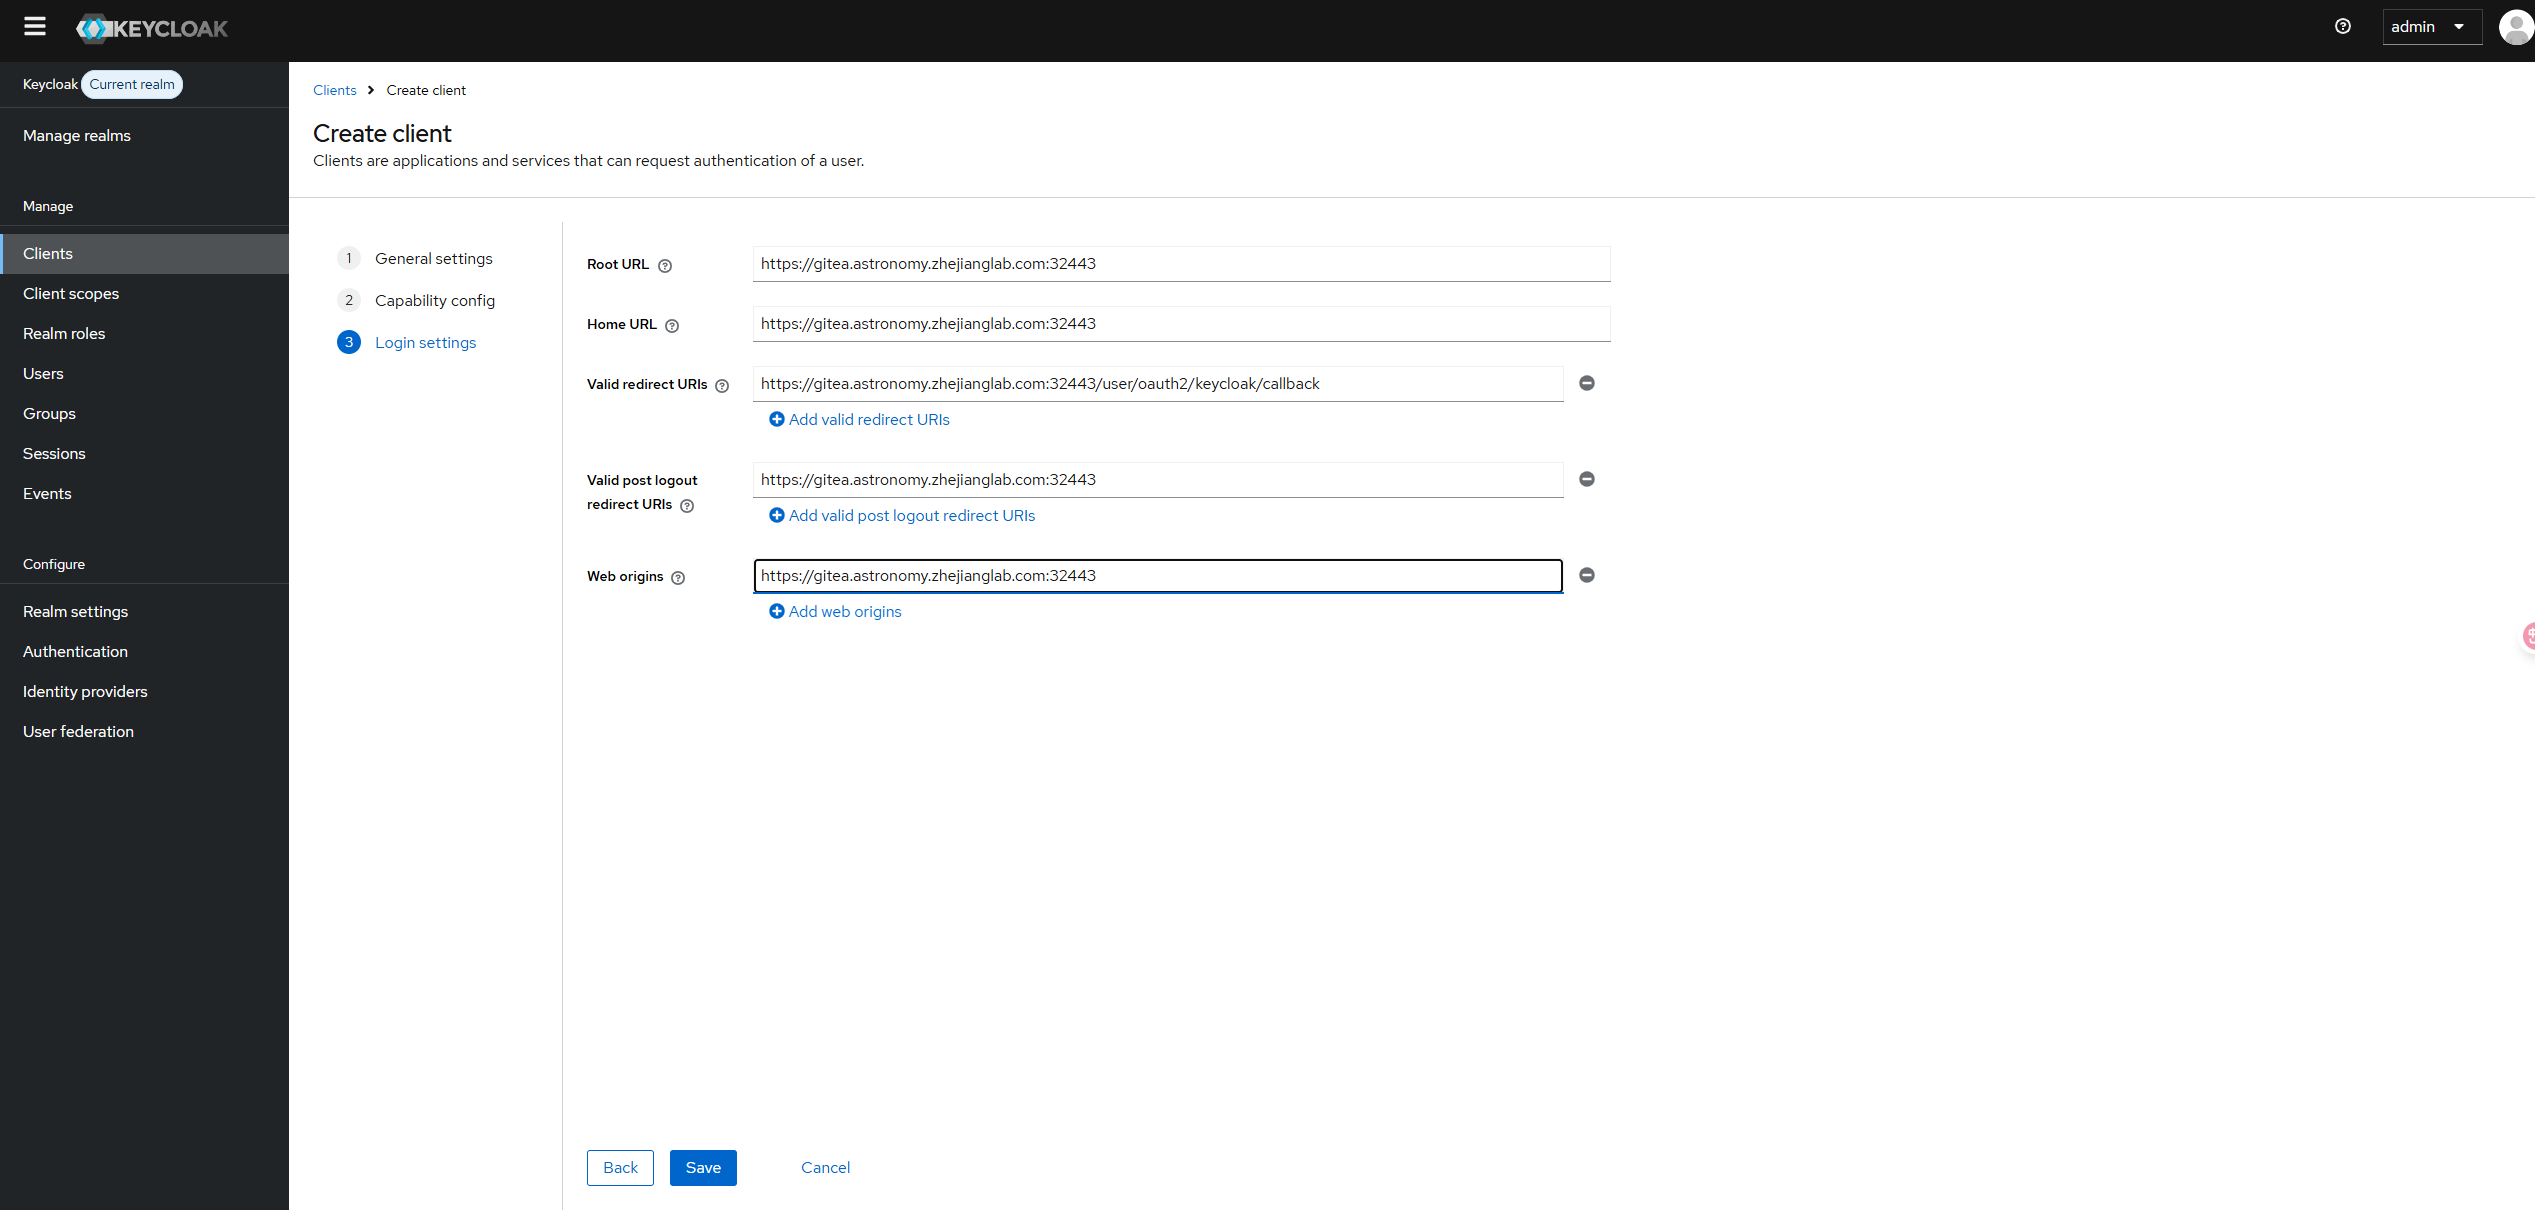 KEYCLOAK
admin
Keycloak Current realm
Manage realms
Manage
Clients
Client scopes
Realm roles
Users
Groups
Sessions
Events
Configure
Realm settings
Authentication
Identity providers
User federation
Clients Create client
Create client
Clients are applications and services that can request authentication of a user.
1 General settings
2 Capability config
3 Login settings
Root URL https://gitea.astronomy.zhejianglab.com:32443
Home URL https://gitea.astronomy.zhejianglab.com:32443
Valid redirect URIs https://gitea.astronomy.zhejianglab.com:32443/user/oauth2/keycloak/callback
Add valid redirect URIs
Valid post logout
redirect URIs
https://gitea.astronomy.zhejianglab.com:32443
Add valid post logout redirect URIs
Web origins https://gitea.astronomy.zhejianglab.com:32443
Add web origins
Back Save Cancel